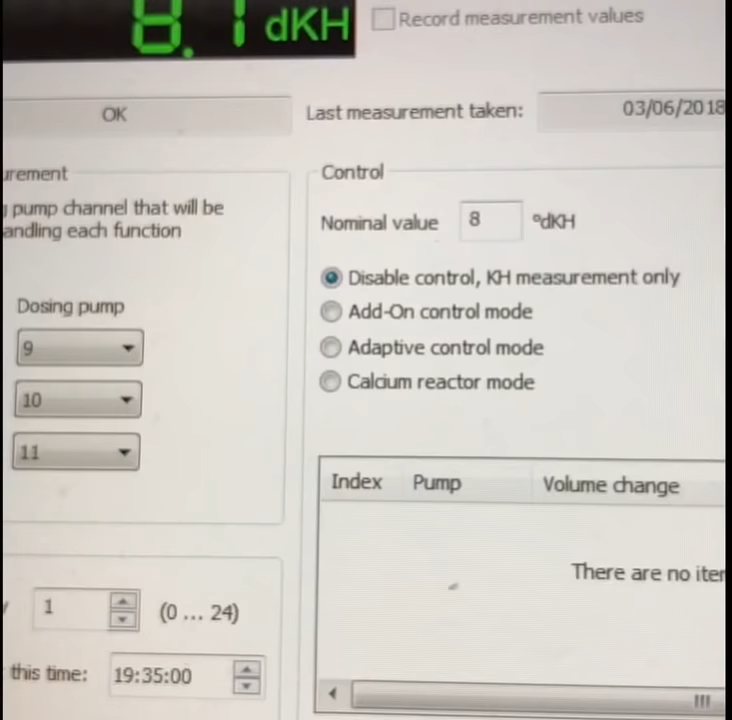 8.1 dKH
Record measurement values
OK
Last measurement taken: 03/06/2018
urement
pump channel that will be
andling each function
Dosing pump
9
10
11
Control
Nominal value 8 °dKH
Disable control, KH measurement only
Add-On control mode
Adaptive control mode
Calcium reactor mode
Index Pump Volume change
There are no iter
1 (0 ... 24)
this time: 19:35:00